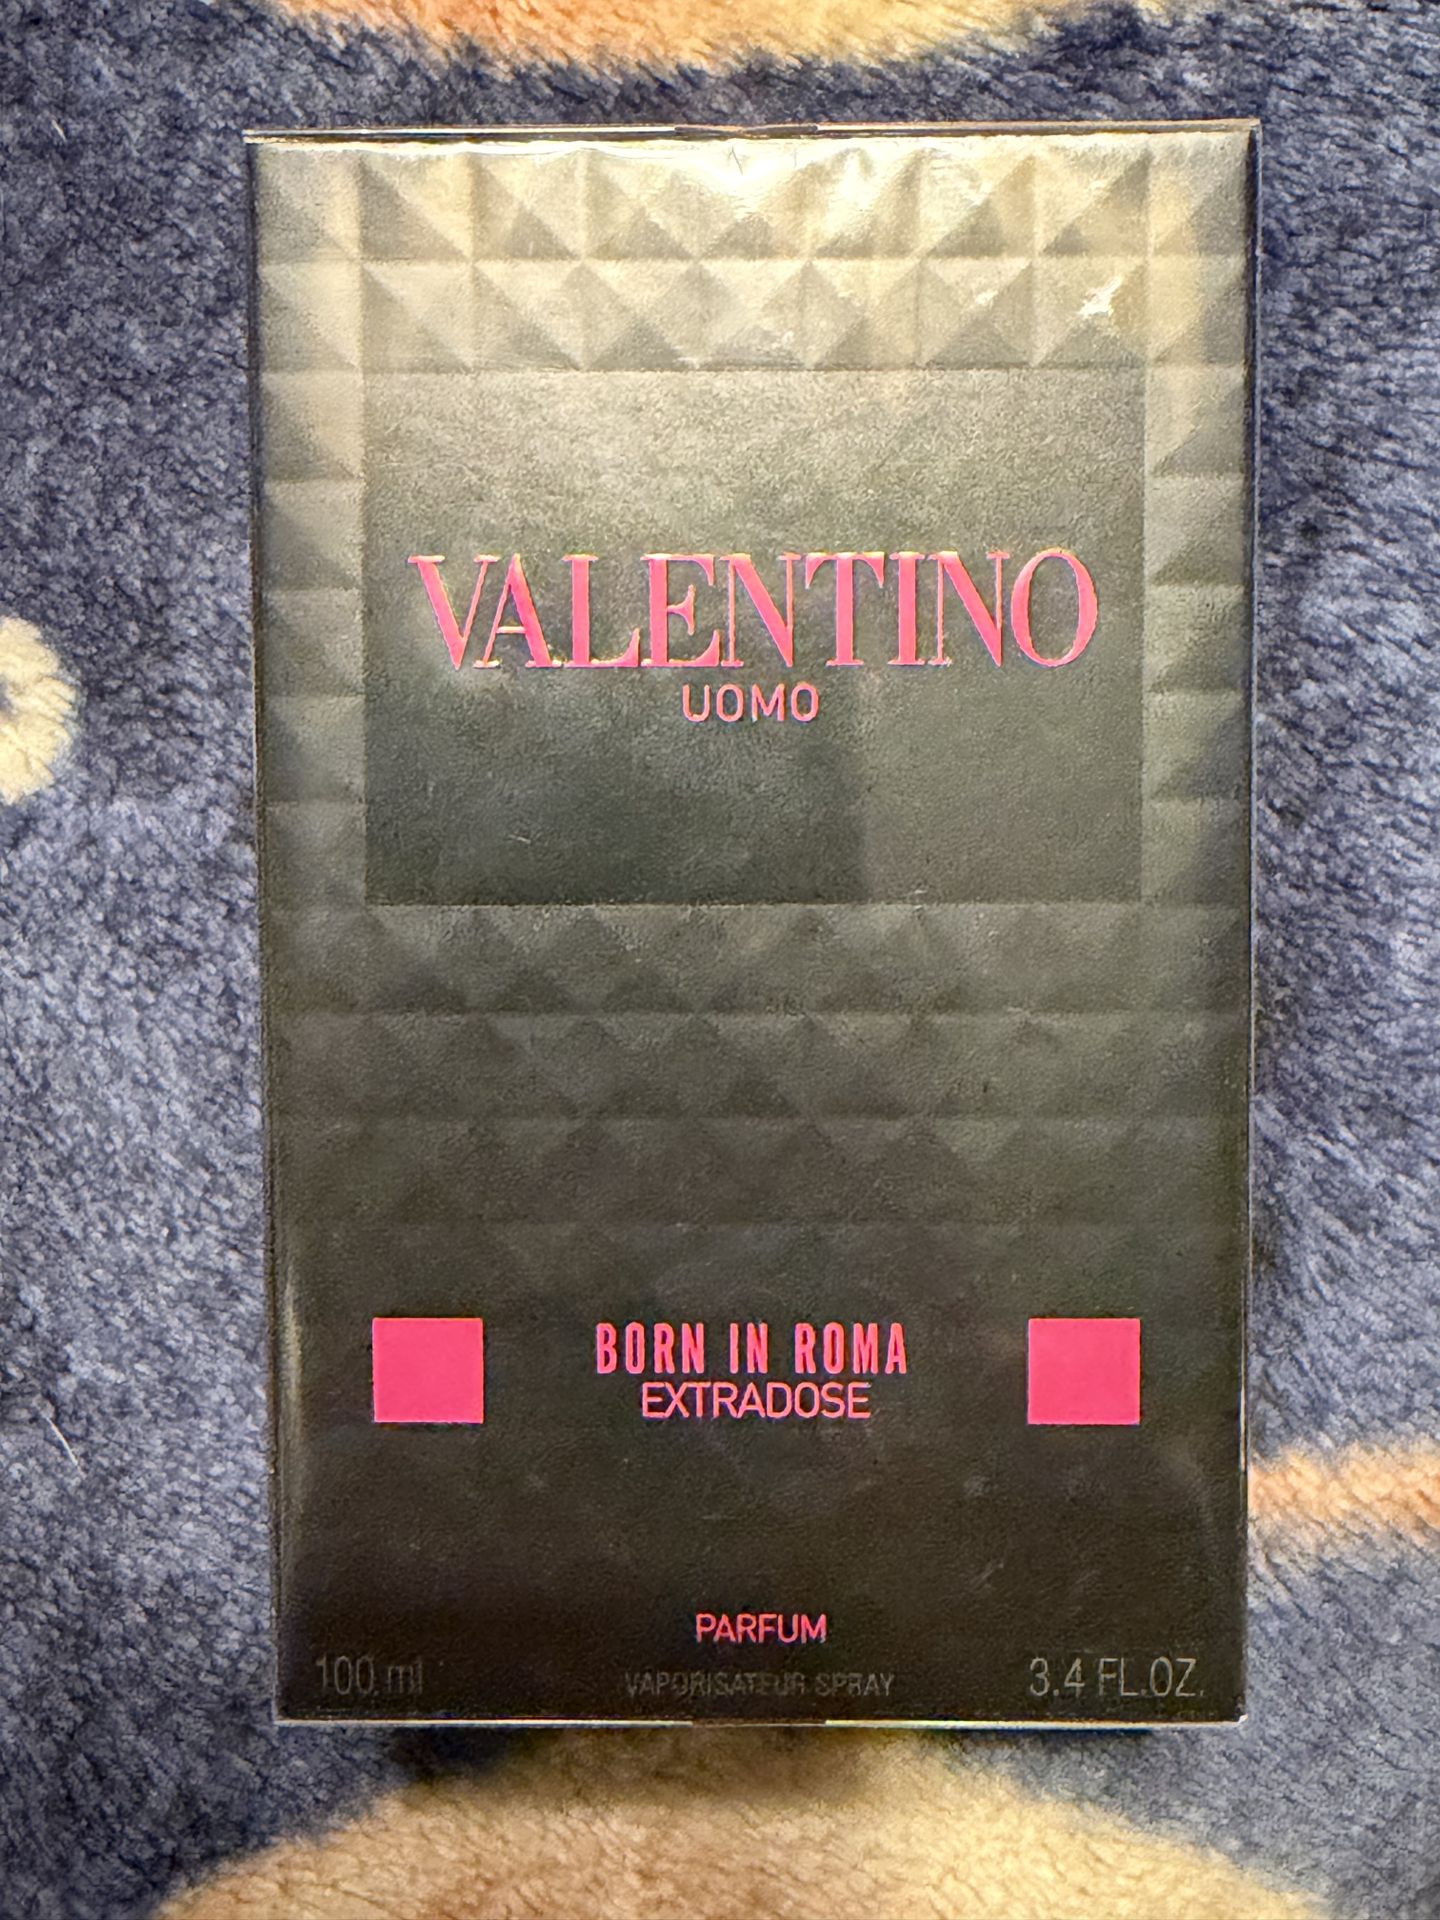 VALENTINO
UOMO
BORN IN ROMA
EXTRADOSE
PARFUM
100 ml
VAPORISATEUR SPRAY
3.4 FL.OZ.